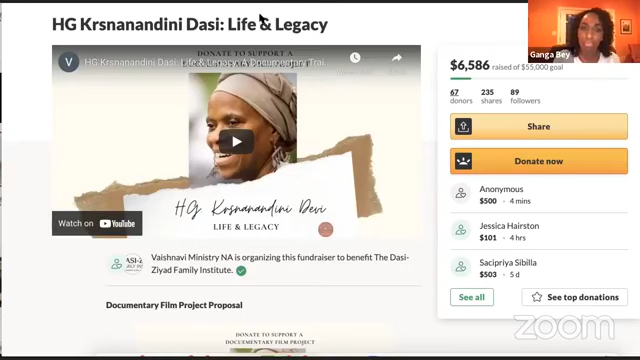 HG Krsnanandini Dasi: Life & Legacy
DONATE TO SUPPORT A
V HG Krsnanandini Dasi: Life & Legacy, A Documentary Trai...
HG Krsnanandini Devi
LIFE & LEGACY
Watch on YouTube
Vaishnavi Ministry NA is organizing this fundraiser to benefit The Dasi-
Ziyad Family Institute.
Documentary Film Project Proposal
DONATE TO SUPPORT A
DOCUMENTARY FILM PROJECT
Ganga Bey
$6,586 raised of $55,000 goal
67 235 89
donors shares followers
Share
Donate now
Anonymous
$500 · 4 mins
Jessica Hairston
$101 · 4 hrs
Sacipriya Sibilla
$503 · 5 d
See all
See top donations
zoom